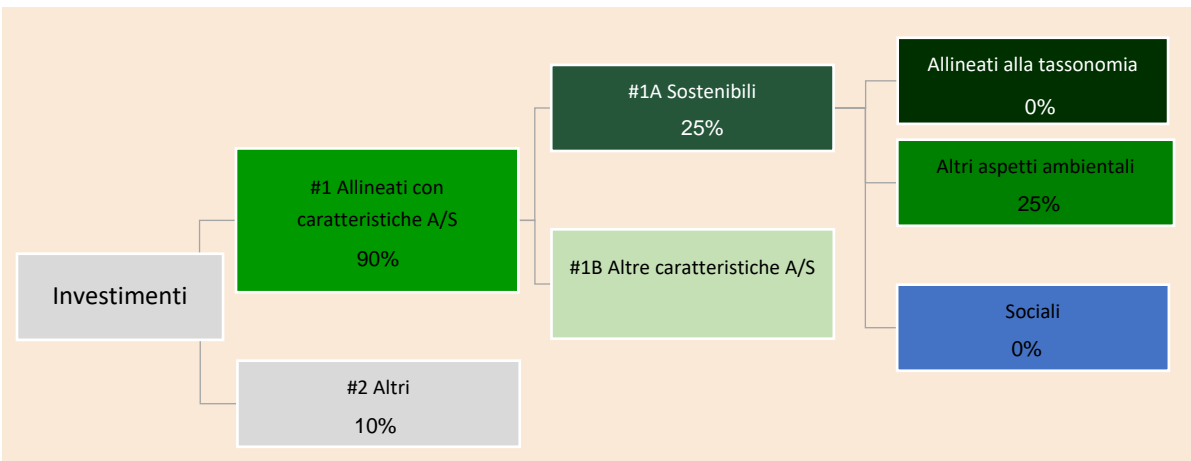 Investimenti
#1 Allineati con
caratteristiche A/S
90%
#2 Altri
10%
#1A Sostenibili
25%
#1B Altre caratteristiche A/S
Allineati alla tassonomia
0%
Altri aspetti ambientali
25%
Sociali
0%